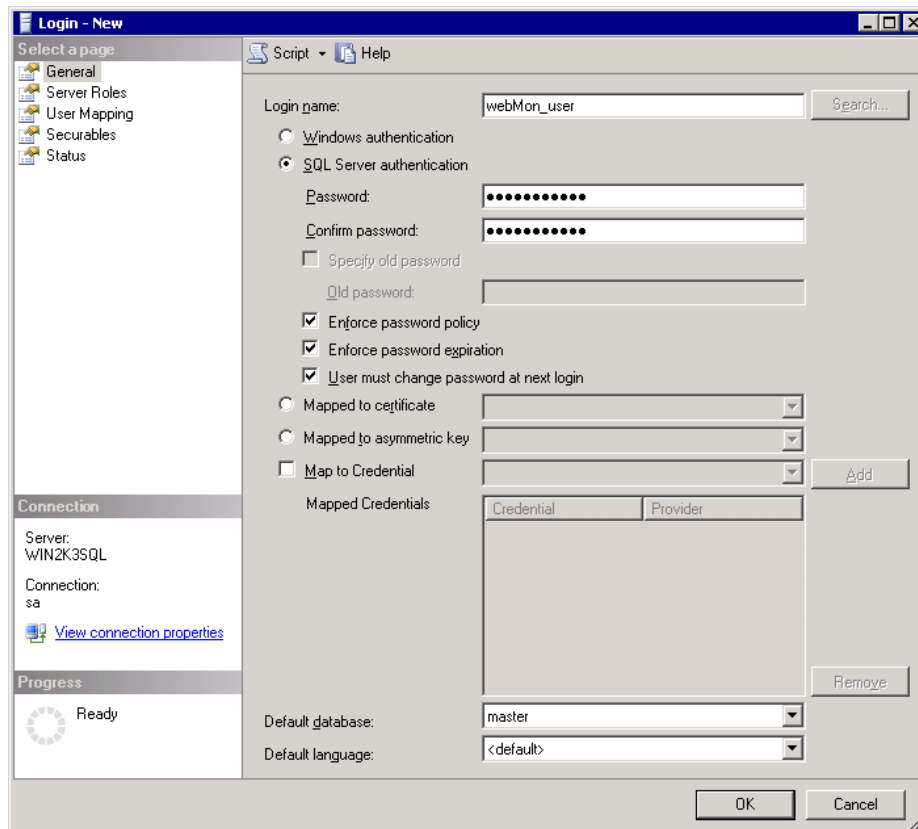 Login - New
Select a page
General
Server Roles
User Mapping
Securables
Status
Script
Help
Login name:
webMon_user
Search...
Windows authentication
SQL Server authentication
Password:
●●●●●●●●●●●
Confirm password:
●●●●●●●●●●●
Specify old password
Old password:
Enforce password policy
Enforce password expiration
User must change password at next login
Mapped to certificate
Mapped to asymmetric key
Map to Credential
Add
Mapped Credentials
Credential
Provider
Remove
Default database:
master
Default language:
<default>
Connection
Server:
WIN2K3SQL
Connection:
sa
View connection properties
Progress
Ready
OK
Cancel